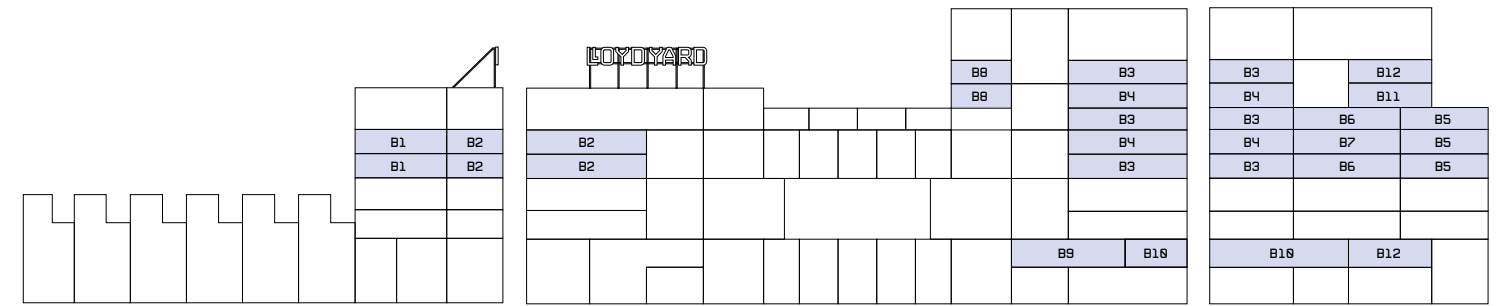 LLOYDYARD
B8 B3 B3 B12
B8 B4 B4 B11
B3 B3 B6 B5
B1 B2 B2 B4 B4 B7 B5
B1 B2 B2 B3 B3 B6 B5
B9 B10 B10 B12